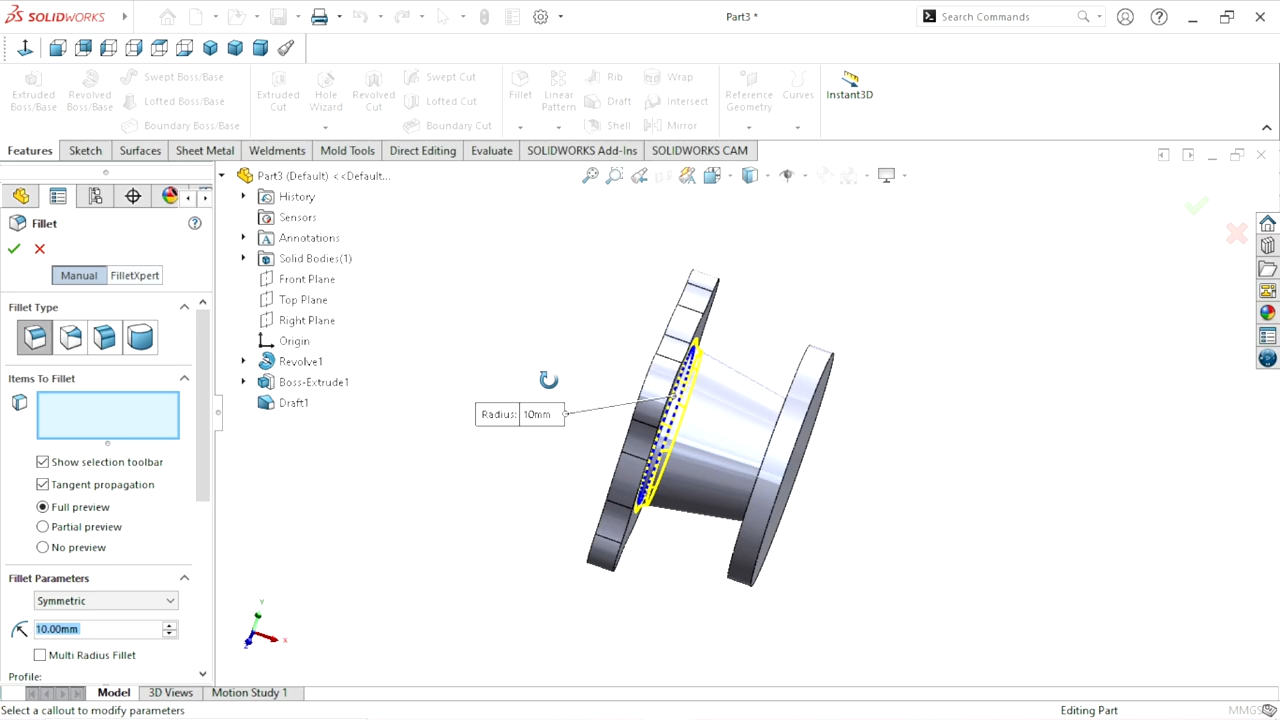 SOLIDWORKS
Part3 *
Search Commands
Extruded Boss/Base
Revolved Boss/Base
Swept Boss/Base
Lofted Boss/Base
Boundary Boss/Base
Extruded Cut
Hole Wizard
Revolved Cut
Swept Cut
Lofted Cut
Boundary Cut
Fillet
Linear Pattern
Rib
Draft
Shell
Wrap
Intersect
Mirror
Reference Geometry
Curves
Instant3D
Features
Sketch
Surfaces
Sheet Metal
Weldments
Mold Tools
Direct Editing
Evaluate
SOLIDWORKS Add-Ins
SOLIDWORKS CAM
Fillet
Manual
FilletXpert
Fillet Type
Items To Fillet
Show selection toolbar
Tangent propagation
Full preview
Partial preview
No preview
Fillet Parameters
Symmetric
10.00mm
Multi Radius Fillet
Profile:
Part3 (Default) <<Default...
History
Sensors
Annotations
Solid Bodies(1)
Front Plane
Top Plane
Right Plane
Origin
Revolve1
Boss-Extrude1
Draft1
Radius: 10mm
Y
X
Z
Model
3D Views
Motion Study 1
Select a callout to modify parameters
Editing Part
MMGS